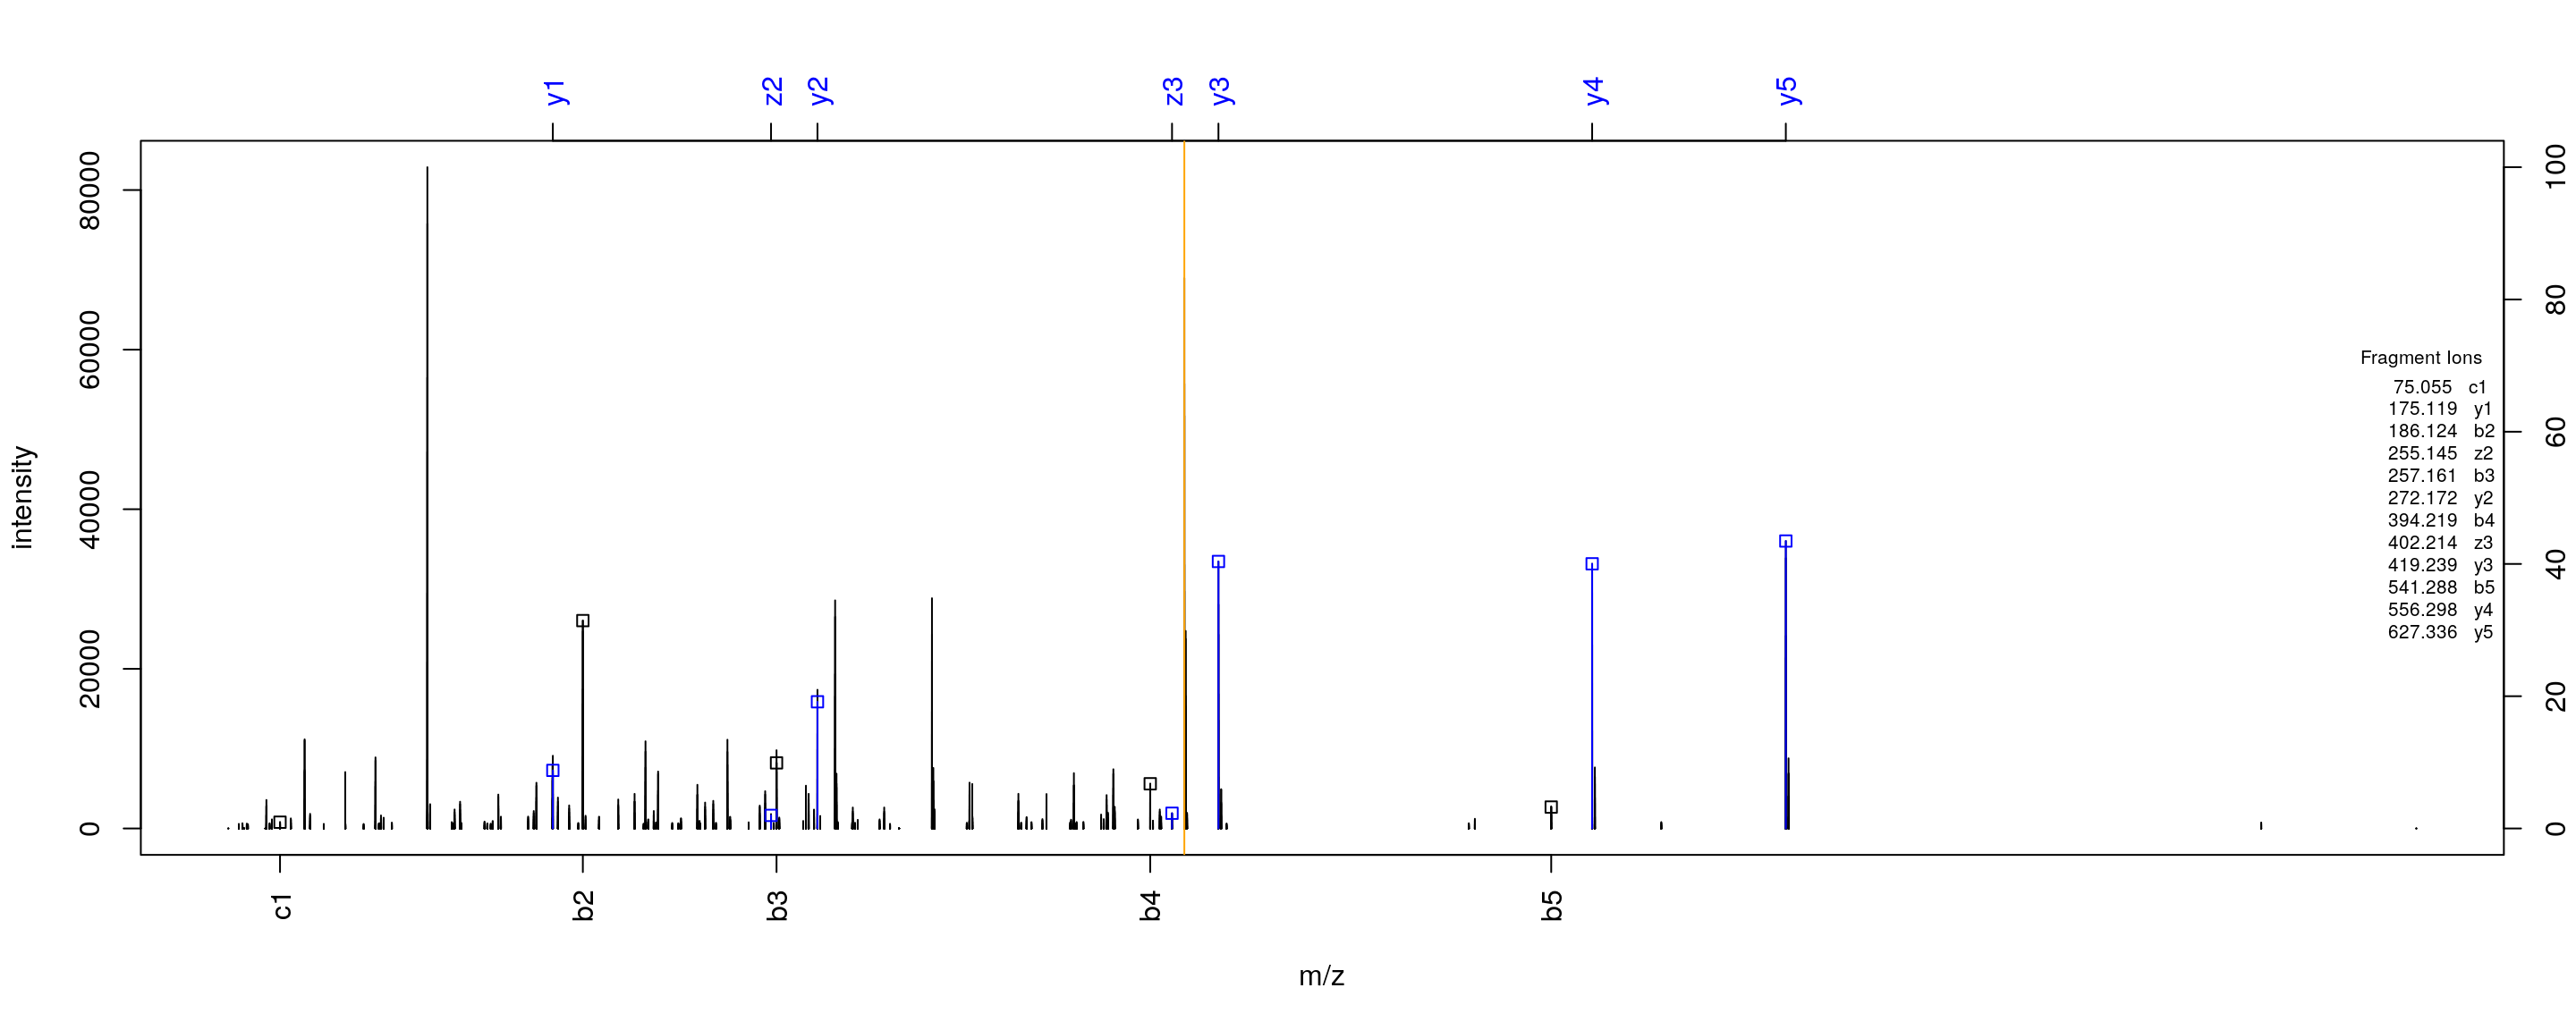 y1 z2 y2 z3 y3 y4 y5
80000
60000
40000
20000
0
intensity
100
80
60
40
20
0
Fragment Ions
75.055 c1
175.119 y1
186.124 b2
255.145 z2
257.161 b3
272.172 y2
394.219 b4
402.214 z3
419.239 y3
541.288 b5
556.298 y4
627.336 y5
c1 b2 b3 b4 b5
m/z